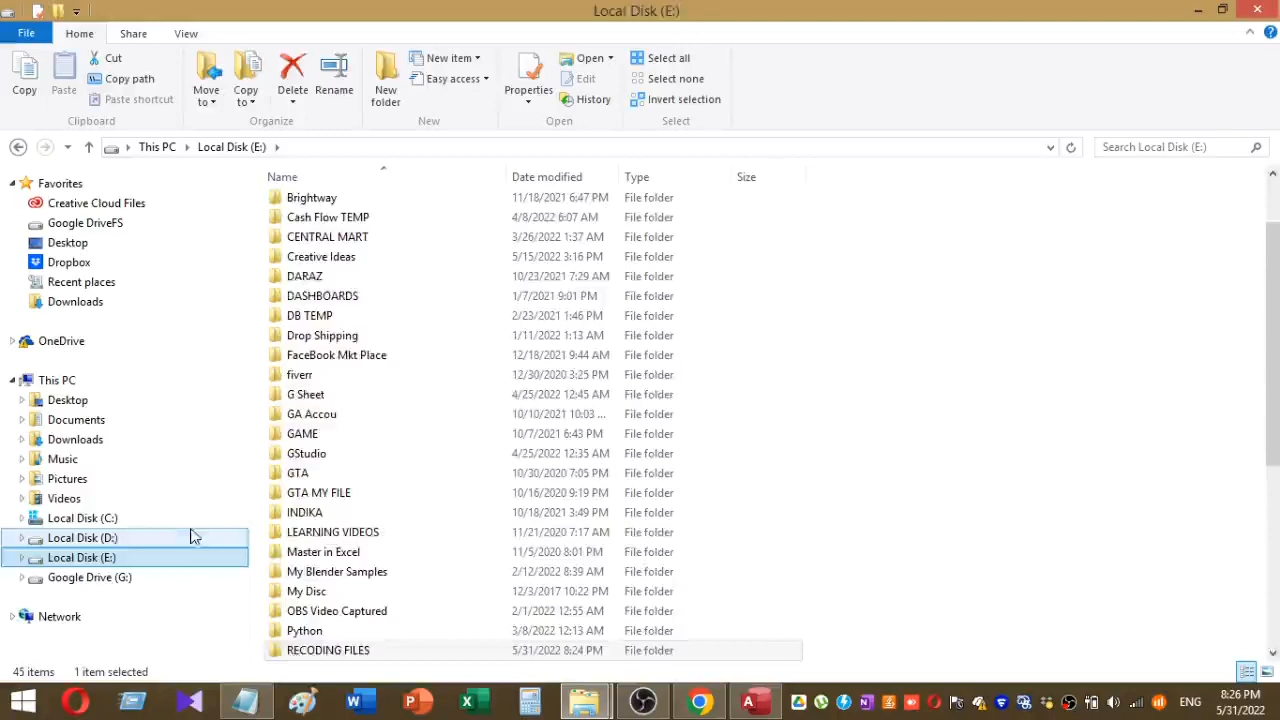 Local Disk (E:)
File Home Share View
Copy Paste Cut Copy path Paste shortcut Move to Copy to Delete Rename New folder New item Easy access Properties Open Edit History Select all Select none Invert selection
Clipboard Organize New Open Select
This PC Local Disk (E:) Search Local Disk (E:)
Favorites
Creative Cloud Files
Google DriveFS
Desktop
Dropbox
Recent places
Downloads
OneDrive
This PC
Desktop
Documents
Downloads
Music
Pictures
Videos
Local Disk (C:)
Local Disk (D:)
Local Disk (E:)
Google Drive (G:)
Network
Name Date modified Type Size
Brightway 11/18/2021 6:47 PM File folder
Cash Flow TEMP 4/8/2022 6:07 AM File folder
CENTRAL MART 3/26/2022 1:37 AM File folder
Creative Ideas 5/15/2022 3:16 PM File folder
DARAZ 10/23/2021 7:29 AM File folder
DASHBOARDS 1/7/2021 9:01 PM File folder
DB TEMP 2/23/2021 1:46 PM File folder
Drop Shipping 1/11/2022 1:13 AM File folder
FaceBook Mkt Place 12/18/2021 9:44 AM File folder
fiverr 12/30/2020 3:25 PM File folder
G Sheet 4/25/2022 12:45 AM File folder
GA Accou 10/10/2021 10:03 ... File folder
GAME 10/7/2021 6:43 PM File folder
GStudio 4/25/2022 12:35 AM File folder
GTA 10/30/2020 7:05 PM File folder
GTA MY FILE 10/16/2020 9:19 PM File folder
INDIKA 10/18/2021 3:49 PM File folder
LEARNING VIDEOS 11/21/2020 7:17 AM File folder
Master in Excel 11/5/2020 8:01 PM File folder
My Blender Samples 2/12/2022 8:39 AM File folder
My Disc 12/3/2017 10:22 PM File folder
OBS Video Captured 2/1/2022 12:55 AM File folder
Python 3/8/2022 12:13 AM File folder
RECODING FILES 5/31/2022 8:24 PM File folder
45 items 1 item selected
ENG 8:26 PM
5/31/2022